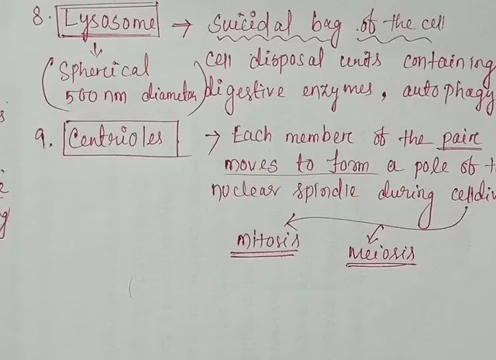 8. Lysosome → Suicidal bag of the cell
(Spherical
500 nm diameter)
cell disposal units containing
digestive enzymes, autophagy
9. Centrioles → Each member of the pair
moves to form a pole of
nuclear spindle during
Mitosis
Meiosis